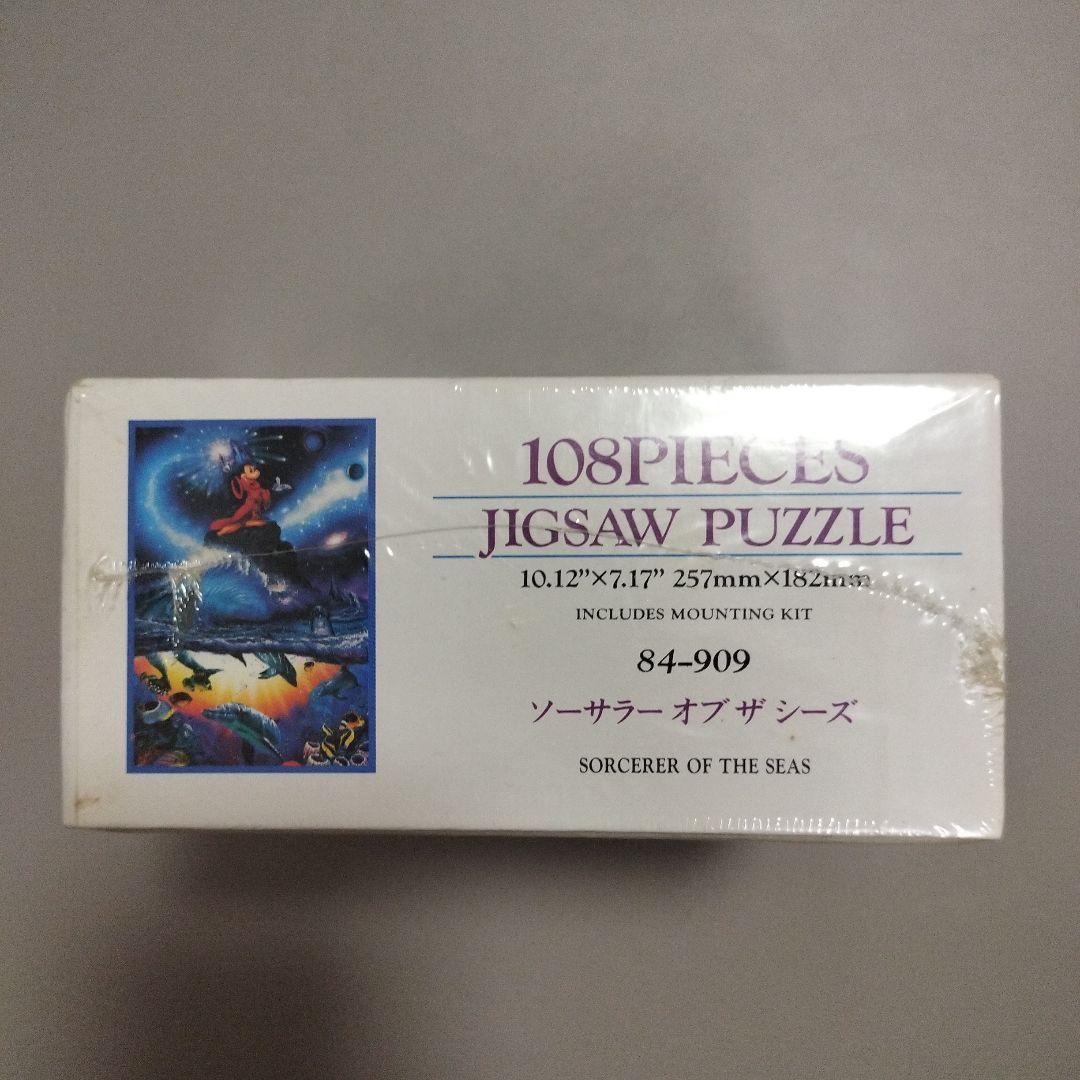 108PIECES
JIGSAW PUZZLE
10.12”×7.17” 257mm×182mm
INCLUDES MOUNTING KIT
84-909
ソーサラー オブ ザ シーズ
SORCERER OF THE SEAS